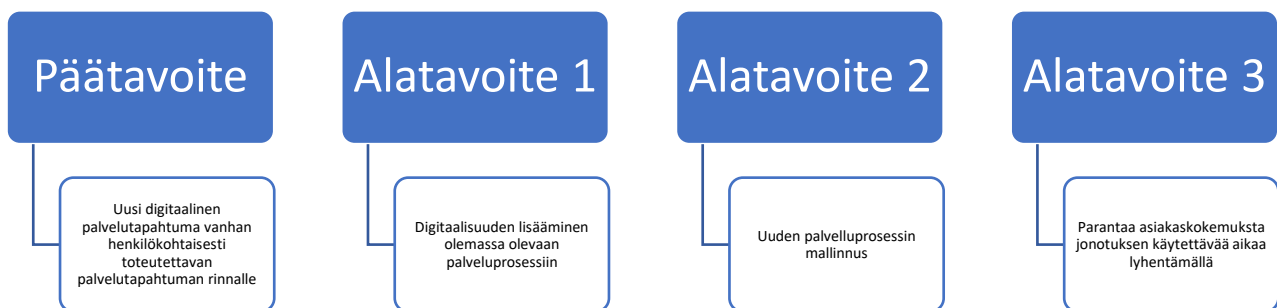 Päätavoite
Uusi digitaalinen
palvelutapahtuma vanhan
henkilökohtaisesti
toteutettavan
palvelutapahtuman rinnalle
Alatavoite 1
Digitaalisuuden lisääminen
olemassa olevaan
palveluprosessiin
Alatavoite 2
Uuden palvelluprosessin
mallinnus
Alatavoite 3
Parantaa asiakaskokemuksta
jonotuksen käytettävää aikaa
lyhentämällä